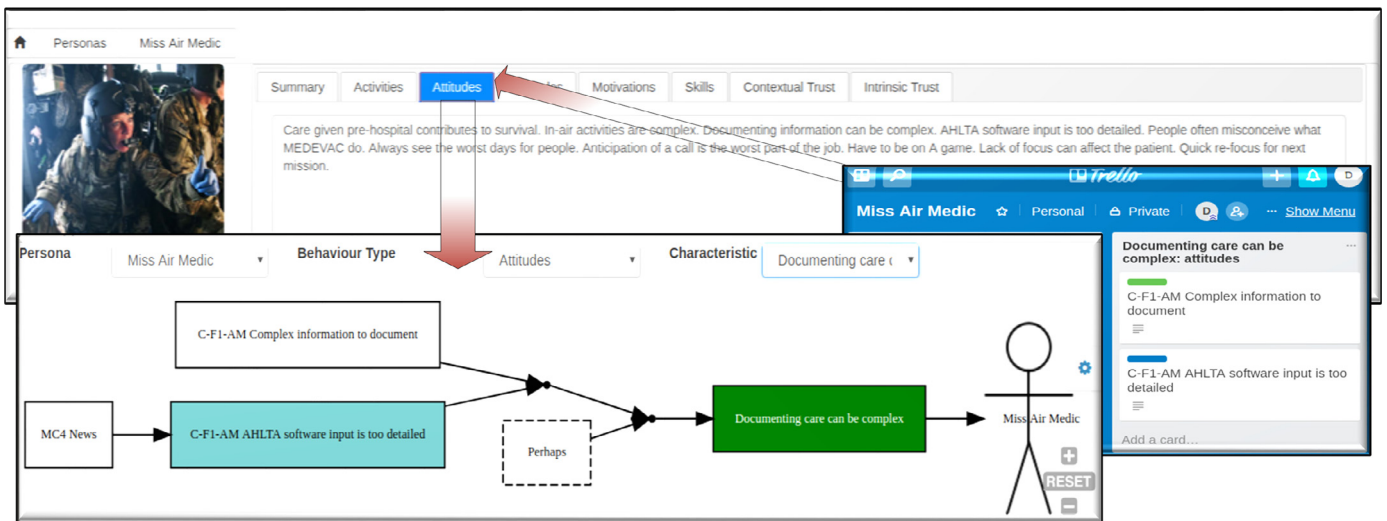 Personas Miss Air Medic
Summary Activities Attitudes Motivations Skills Contextual Trust Intrinsic Trust
Care given pre-hospital contributes to survival. In-air activities are complex. Documenting information can be complex. AHLTA software input is too detailed. People often misconceive what
MEDEVAC do. Always see the worst days for people. Anticipation of a call is the worst part of the job. Have to be on A game. Lack of focus can affect the patient. Quick re-focus for next
mission.
Trello
D
Miss Air Medic Personal Private D ... Show Menu
Documenting care can be ...
complex: attitudes
C-F1-AM Complex information to
document
C-F1-AM AHLTA software input is too
detailed
Add a card...
Persona Miss Air Medic Behaviour Type Attitudes Characteristic Documenting care
C-F1-AM Complex information to document
MC4 News
C-F1-AM AHLTA software input is too detailed
Perhaps
Documenting care can be complex
Miss Air Medic
RESET